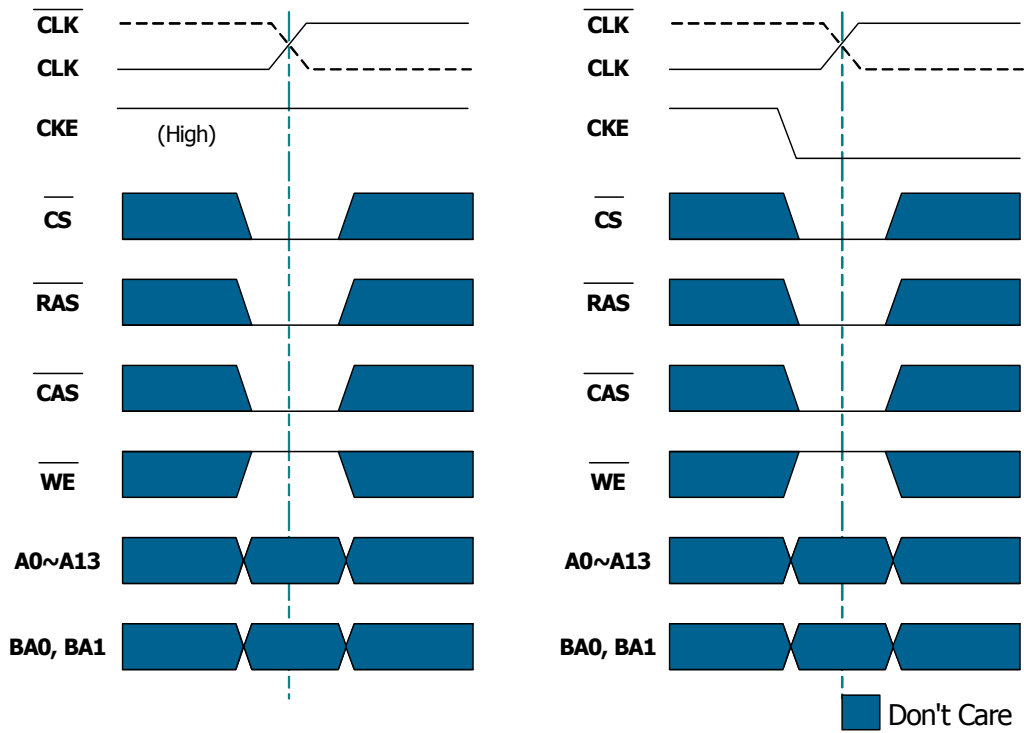 CLK
CLK
CKE
(High)
CS
RAS
CAS
WE
A0~A13
BA0, BA1
CLK
CLK
CKE
CS
RAS
CAS
WE
A0~A13
BA0, BA1
Don't Care